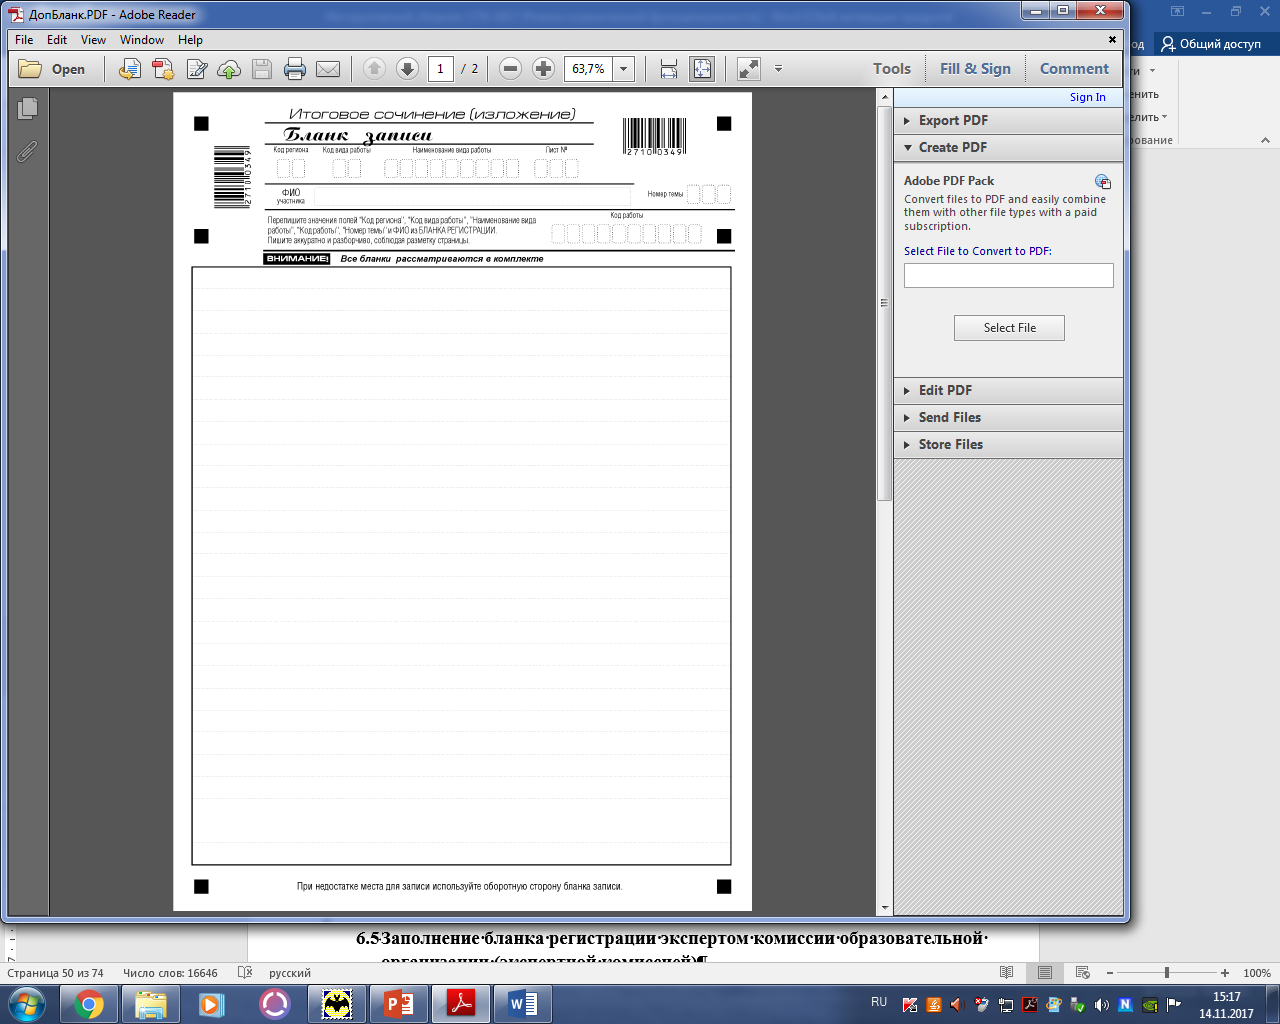 ДопБланк.PDF - Adobe Reader
File Edit View Window Help
Open
1 / 2
63,7%
Tools Fill & Sign Comment
Общий доступ
Sign In
Export PDF
Create PDF
Adobe PDF Pack
Convert files to PDF and easily combine
them with other file types with a paid
subscription.
Select File to Convert to PDF:
Select File
Edit PDF
Send Files
Store Files
Итоговое сочинение (изложение)
Бланк записи
Код региона Код вида работы Наименование вида работы Лист №
2710 0349
2710 0349
ФИО
участника
Номер темы
Перепишите значения полей "Код региона", "Код вида работы", "Наименование вида
работы", "Код работы", "Номер темы" и ФИО из БЛАНКА РЕГИСТРАЦИИ.
Пишите аккуратно и разборчиво, соблюдая разметку страницы.
Код работы
ВНИМАНИЕ! Все бланки рассматриваются в комплекте
При недостатке места для записи используйте оборотную сторону бланка записи.
6.5 Заполнение бланка регистрации экспертом комиссии образовательной
организации (экспертной комиссией)¶
Страница 50 из 74 Число слов: 16646 русский
100%
RU
15:17
14.11.2017